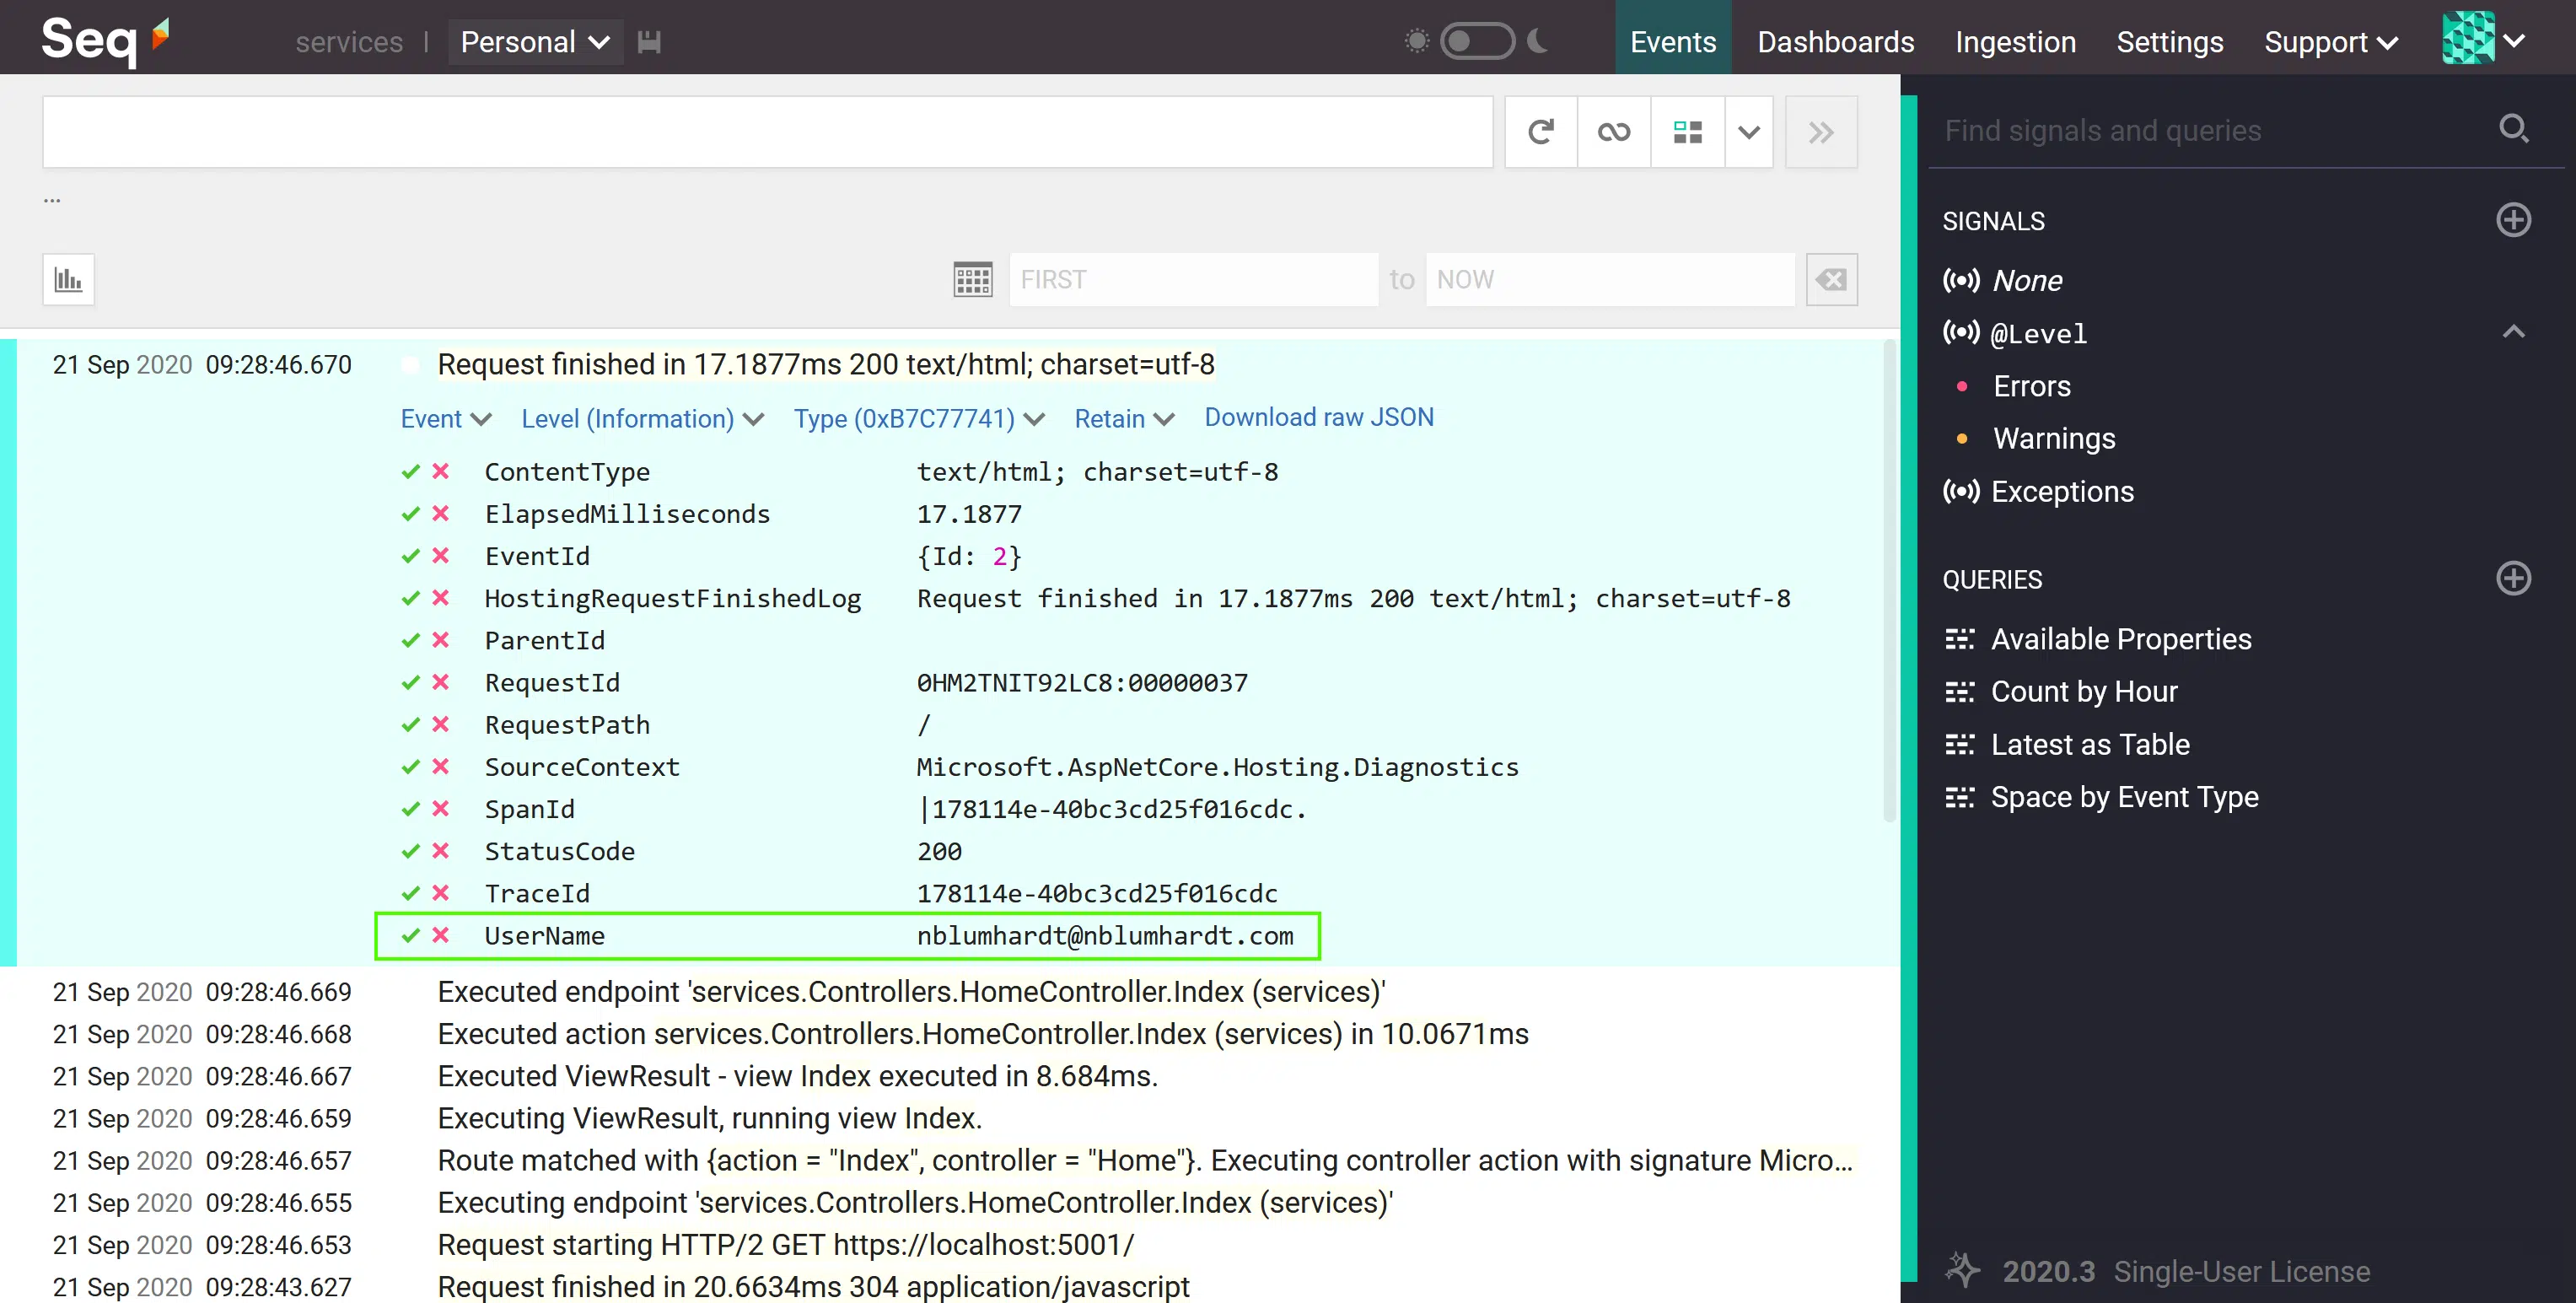 Seq services | Personal Events Dashboards Ingestion Settings Support
Find signals and queries
...
FIRST to NOW
21 Sep 2020 09:28:46.670 Request finished in 17.1877ms 200 text/html; charset=utf-8
Event Level (Information) Type (0xB7C77741) Retain Download raw JSON
ContentType text/html; charset=utf-8
ElapsedMilliseconds 17.1877
EventId {Id: 2}
HostingRequestFinishedLog Request finished in 17.1877ms 200 text/html; charset=utf-8
ParentId
RequestId 0HM2TNIT92LC8:00000037
RequestPath /
SourceContext Microsoft.AspNetCore.Hosting.Diagnostics
SpanId |178114e-40bc3cd25f016cdc.
StatusCode 200
TraceId 178114e-40bc3cd25f016cdc
UserName nblumhardt@nblumhardt.com
21 Sep 2020 09:28:46.669 Executed endpoint 'services.Controllers.HomeController.Index (services)'
21 Sep 2020 09:28:46.668 Executed action services.Controllers.HomeController.Index (services) in 10.0671ms
21 Sep 2020 09:28:46.667 Executed ViewResult - view Index executed in 8.684ms.
21 Sep 2020 09:28:46.659 Executing ViewResult, running view Index.
21 Sep 2020 09:28:46.657 Route matched with {action = "Index", controller = "Home"}. Executing controller action with signature Micro...
21 Sep 2020 09:28:46.655 Executing endpoint 'services.Controllers.HomeController.Index (services)'
21 Sep 2020 09:28:46.653 Request starting HTTP/2 GET https://localhost:5001/
21 Sep 2020 09:28:43.627 Request finished in 20.6634ms 304 application/javascript
SIGNALS
None
@Level
Errors
Warnings
Exceptions
QUERIES
Available Properties
Count by Hour
Latest as Table
Space by Event Type
2020.3 Single-User License